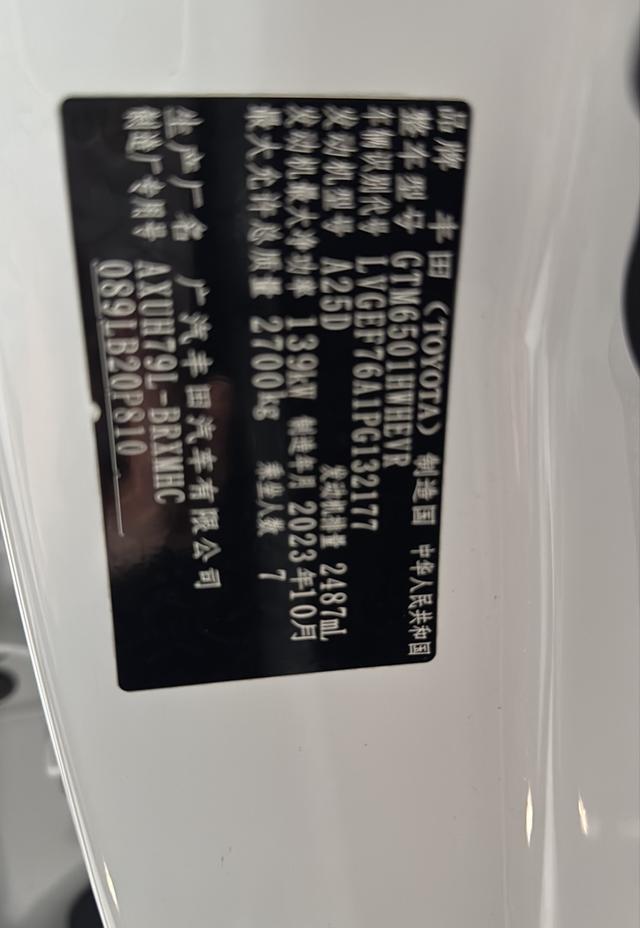 品牌 丰田（TOYOTA） 制造国 中华人民共和国
整车型号 GTM6501HWHEVR
车辆识别代号 LVGEF76A1PG132177
发动机型号 A25D 发动机排量 2487mL
发动机最大净功率 139kW 制造年月 2023年10月
最大允许总质量 2700kg 乘坐人数 7
生产厂名 广汽丰田汽车有限公司
制造厂专用号 AXUH79L-BRXMHC
089LB20P810